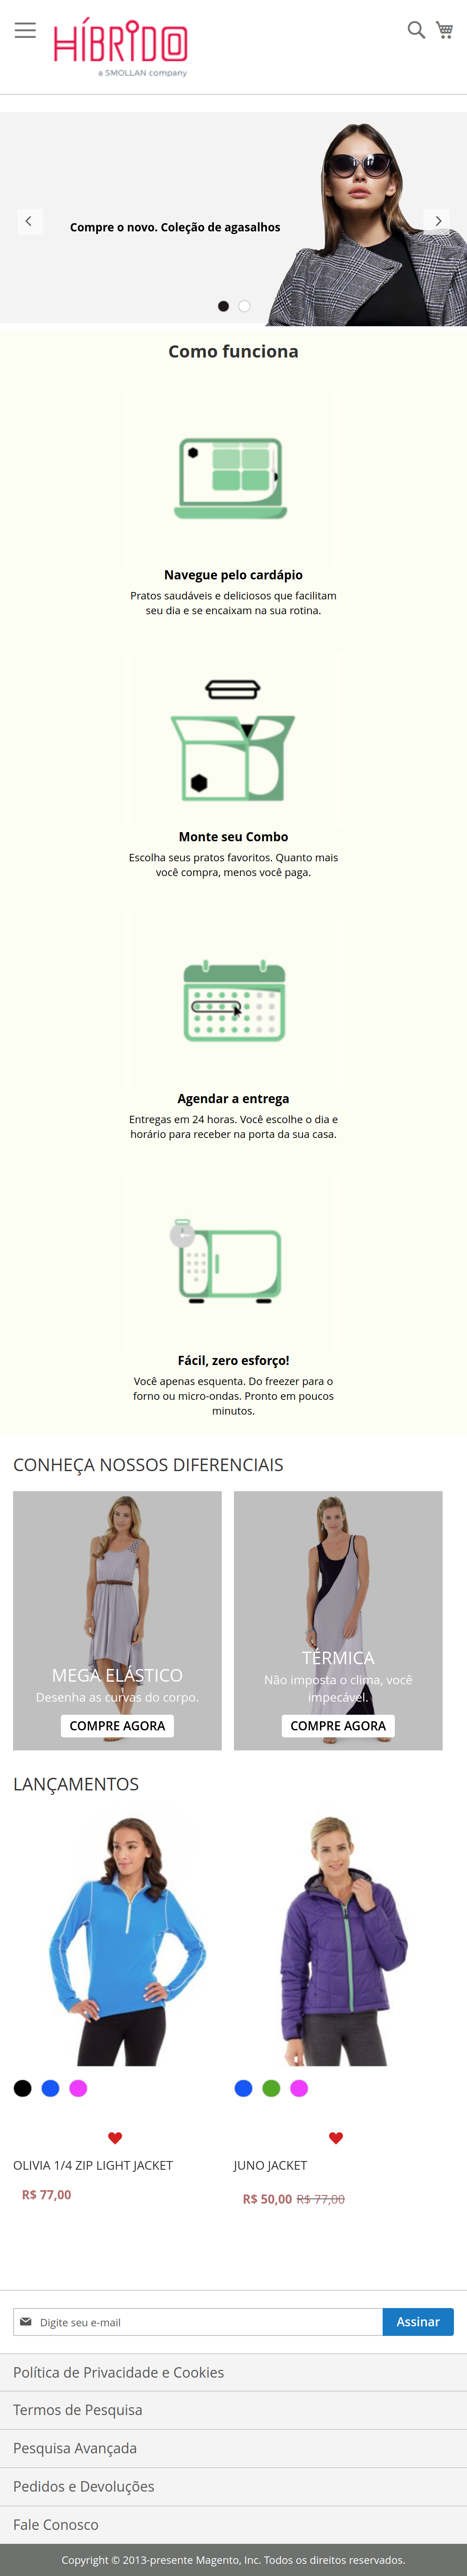 HÍBRIDO
a SMOLLAN company
Compre o novo. Coleção de agasalhos
Como funciona
Navegue pelo cardápio
Pratos saudáveis e deliciosos que facilitam
seu dia e se encaixam na sua rotina.
Monte seu Combo
Escolha seus pratos favoritos. Quanto mais
você compra, menos você paga.
Agendar a entrega
Entregas em 24 horas. Você escolhe o dia e
horário para receber na porta da sua casa.
Fácil, zero esforço!
Você apenas esquenta. Do freezer para o
forno ou micro-ondas. Pronto em poucos
minutos.
CONHEÇA NOSSOS DIFERENCIAIS
MEGA ELÁSTICO
Desenha as curvas do corpo.
COMPRE AGORA
TÉRMICA
Não imposta o clima, você
impecável.
COMPRE AGORA
LANÇAMENTOS
OLIVIA 1/4 ZIP LIGHT JACKET
R$ 77,00
JUNO JACKET
R$ 50,00 R$ 77,00
Digite seu e-mail
Assinar
Política de Privacidade e Cookies
Termos de Pesquisa
Pesquisa Avançada
Pedidos e Devoluções
Fale Conosco
Copyright © 2013-presente Magento, Inc. Todos os direitos reservados.